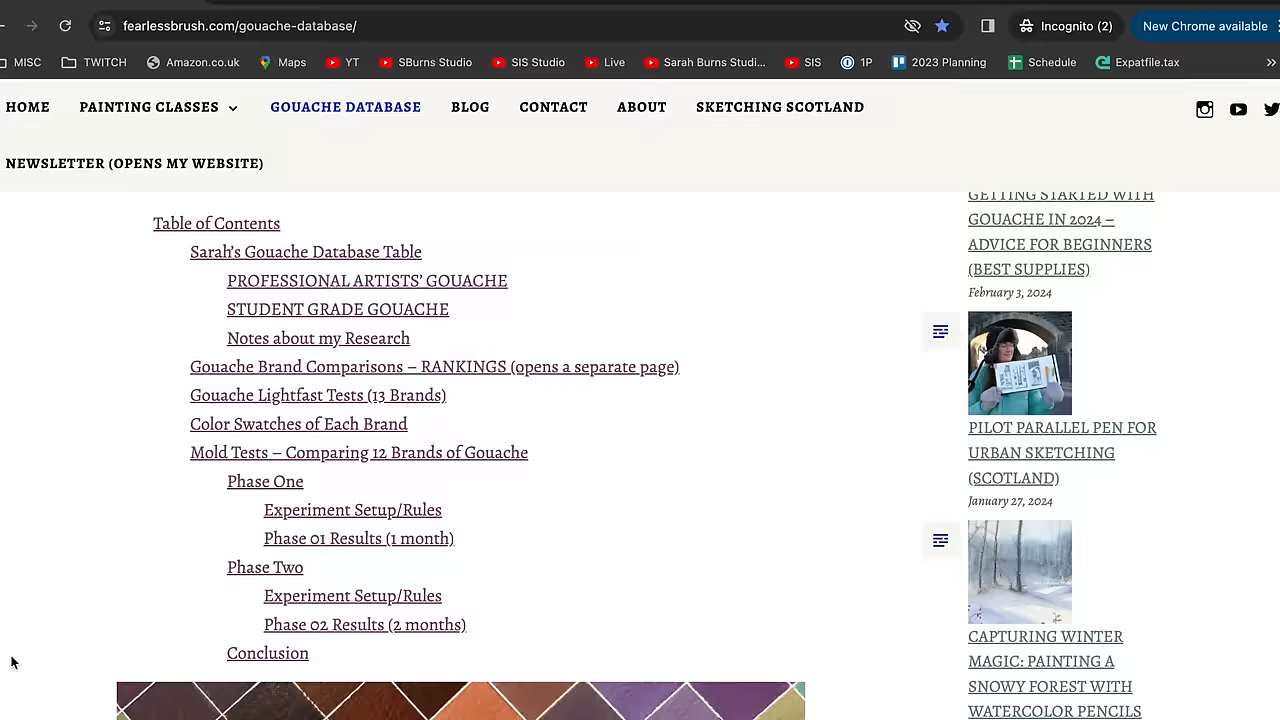 fearlessbrush.com/gouache-database/
Incognito (2)
New Chrome available
MISC
TWITCH
Amazon.co.uk
Maps
YT
SBurns Studio
SIS Studio
Live
Sarah Burns Studi...
SIS
1P
2023 Planning
Schedule
Expatfile.tax
HOME
PAINTING CLASSES
GOUACHE DATABASE
BLOG
CONTACT
ABOUT
SKETCHING SCOTLAND
NEWSLETTER (OPENS MY WEBSITE)
Table of Contents
Sarah's Gouache Database Table
PROFESSIONAL ARTISTS' GOUACHE
STUDENT GRADE GOUACHE
Notes about my Research
Gouache Brand Comparisons – RANKINGS (opens a separate page)
Gouache Lightfast Tests (13 Brands)
Color Swatches of Each Brand
Mold Tests – Comparing 12 Brands of Gouache
Phase One
Experiment Setup/Rules
Phase 01 Results (1 month)
Phase Two
Experiment Setup/Rules
Phase 02 Results (2 months)
Conclusion
GETTING STARTED WITH
GOUACHE IN 2024 –
ADVICE FOR BEGINNERS
(BEST SUPPLIES)
February 3, 2024
PILOT PARALLEL PEN FOR
URBAN SKETCHING
(SCOTLAND)
January 27, 2024
CAPTURING WINTER
MAGIC: PAINTING A
SNOWY FOREST WITH
WATERCOLOR PENCILS